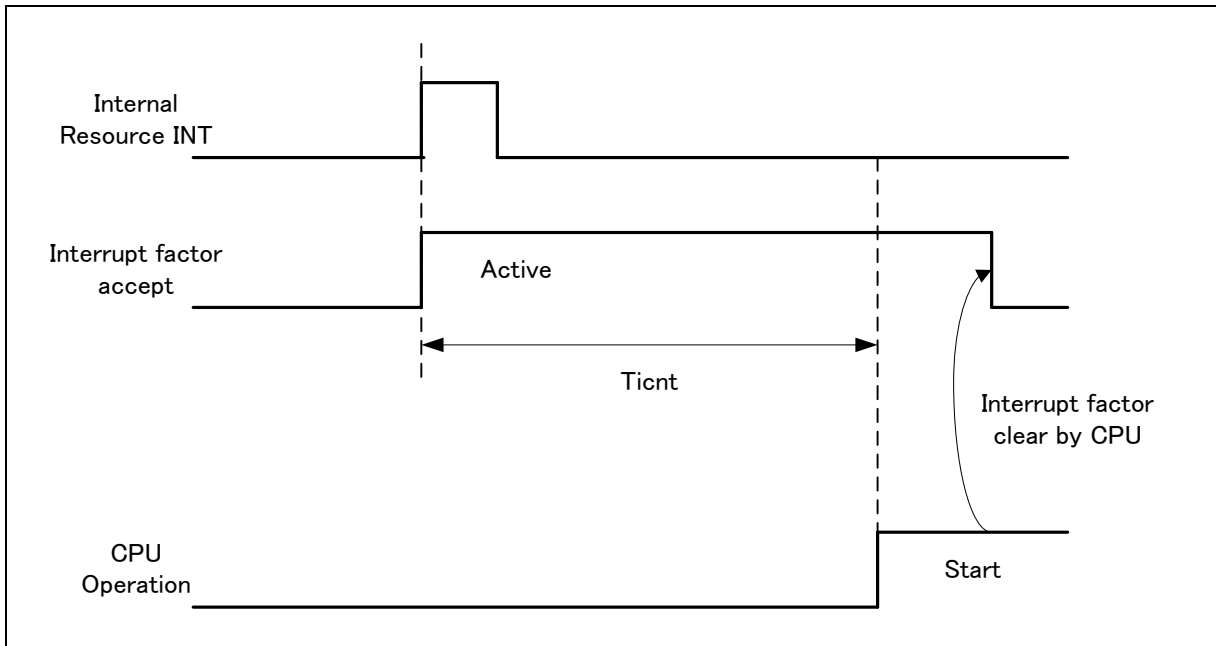 Internal
Resource INT
Interrupt factor
accept
Active
Ticnt
Interrupt factor
clear by CPU
CPU
Operation
Start